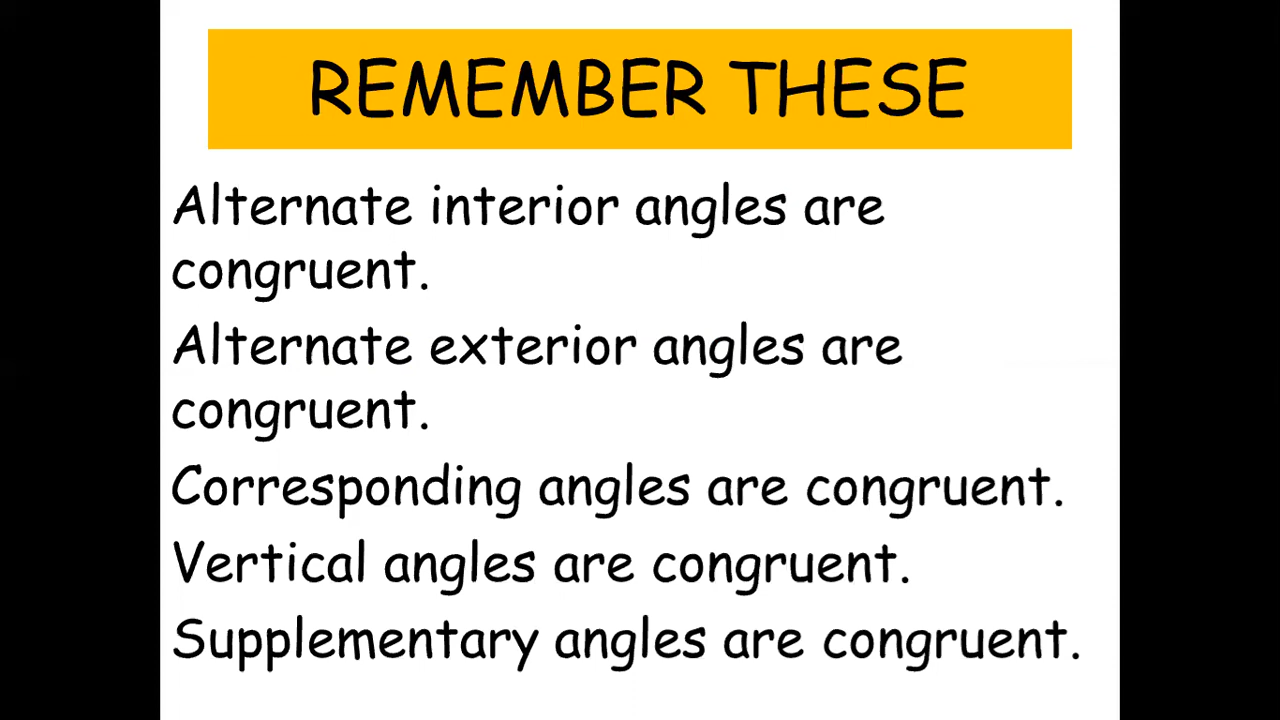 REMEMBER THESE
Alternate interior angles are
congruent.
Alternate exterior angles are
congruent.
Corresponding angles are congruent.
Vertical angles are congruent.
Supplementary angles are congruent.